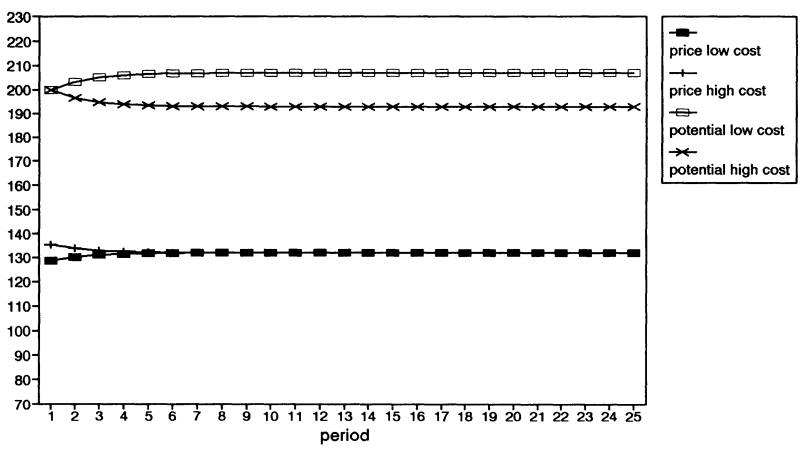 230
220
210
200
190
180
170
160
150
140
130
120
110
100
90
80
70
1 2 3 4 5 6 7 8 9 10 11 12 13 14 15 16 17 18 19 20 21 22 23 24 25
period
price low cost
price high cost
potential low cost
potential high cost